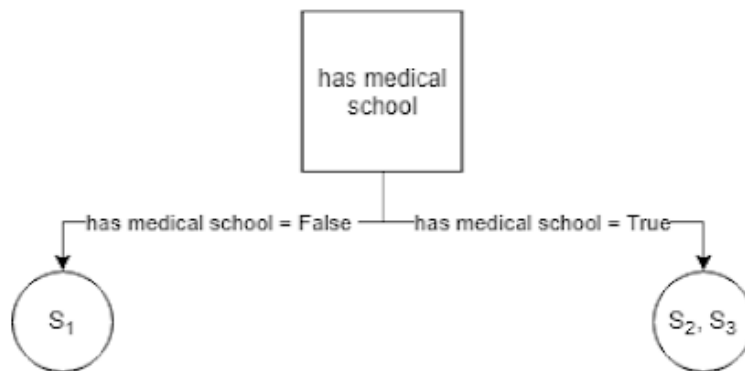 has medical
school
has medical school = False
has medical school = True
S₁
S₂, S₃